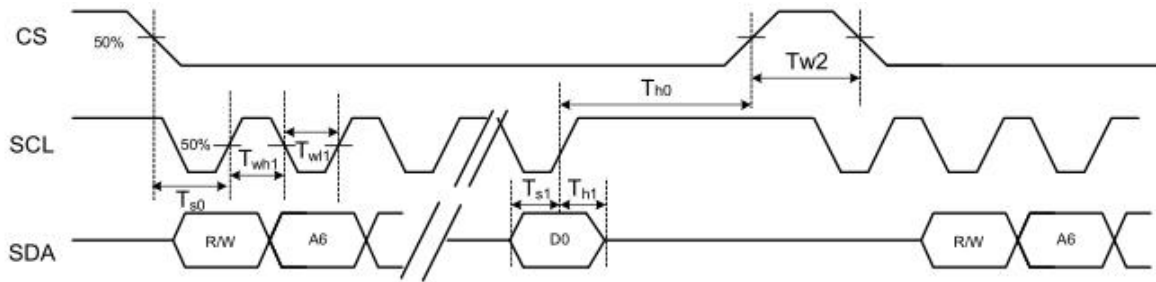 CS
50%
Tw2
Th0
SCL
50%
Twh1
Twl1
Ts0
Ts1
Th1
SDA
R/W
A6
D0
R/W
A6